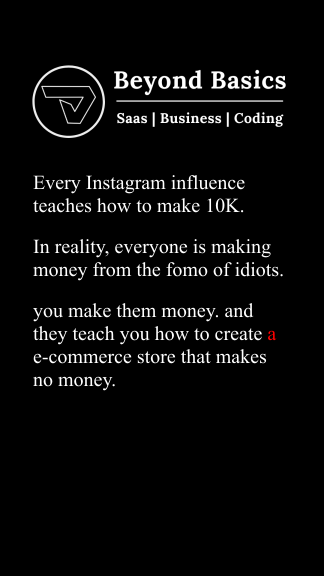 Beyond Basics
Saas | Business | Coding
Every Instagram influence
teaches how to make 10K.
In reality, everyone is making
money from the fomo of idiots.
you make them money. and
they teach you how to create a
e-commerce store that makes
no money.